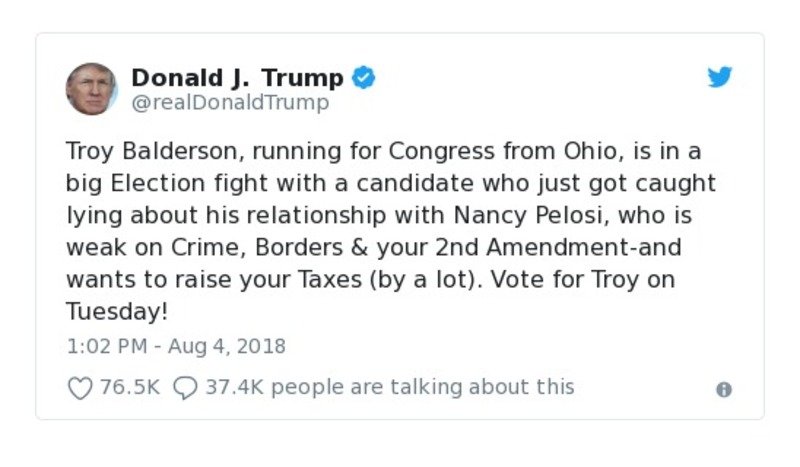 Donald J. Trump
@realDonaldTrump
Troy Balderson, running for Congress from Ohio, is in a
big Election fight with a candidate who just got caught
lying about his relationship with Nancy Pelosi, who is
weak on Crime, Borders & your 2nd Amendment-and
wants to raise your Taxes (by a lot). Vote for Troy on
Tuesday!
1:02 PM - Aug 4, 2018
76.5K 37.4K people are talking about this